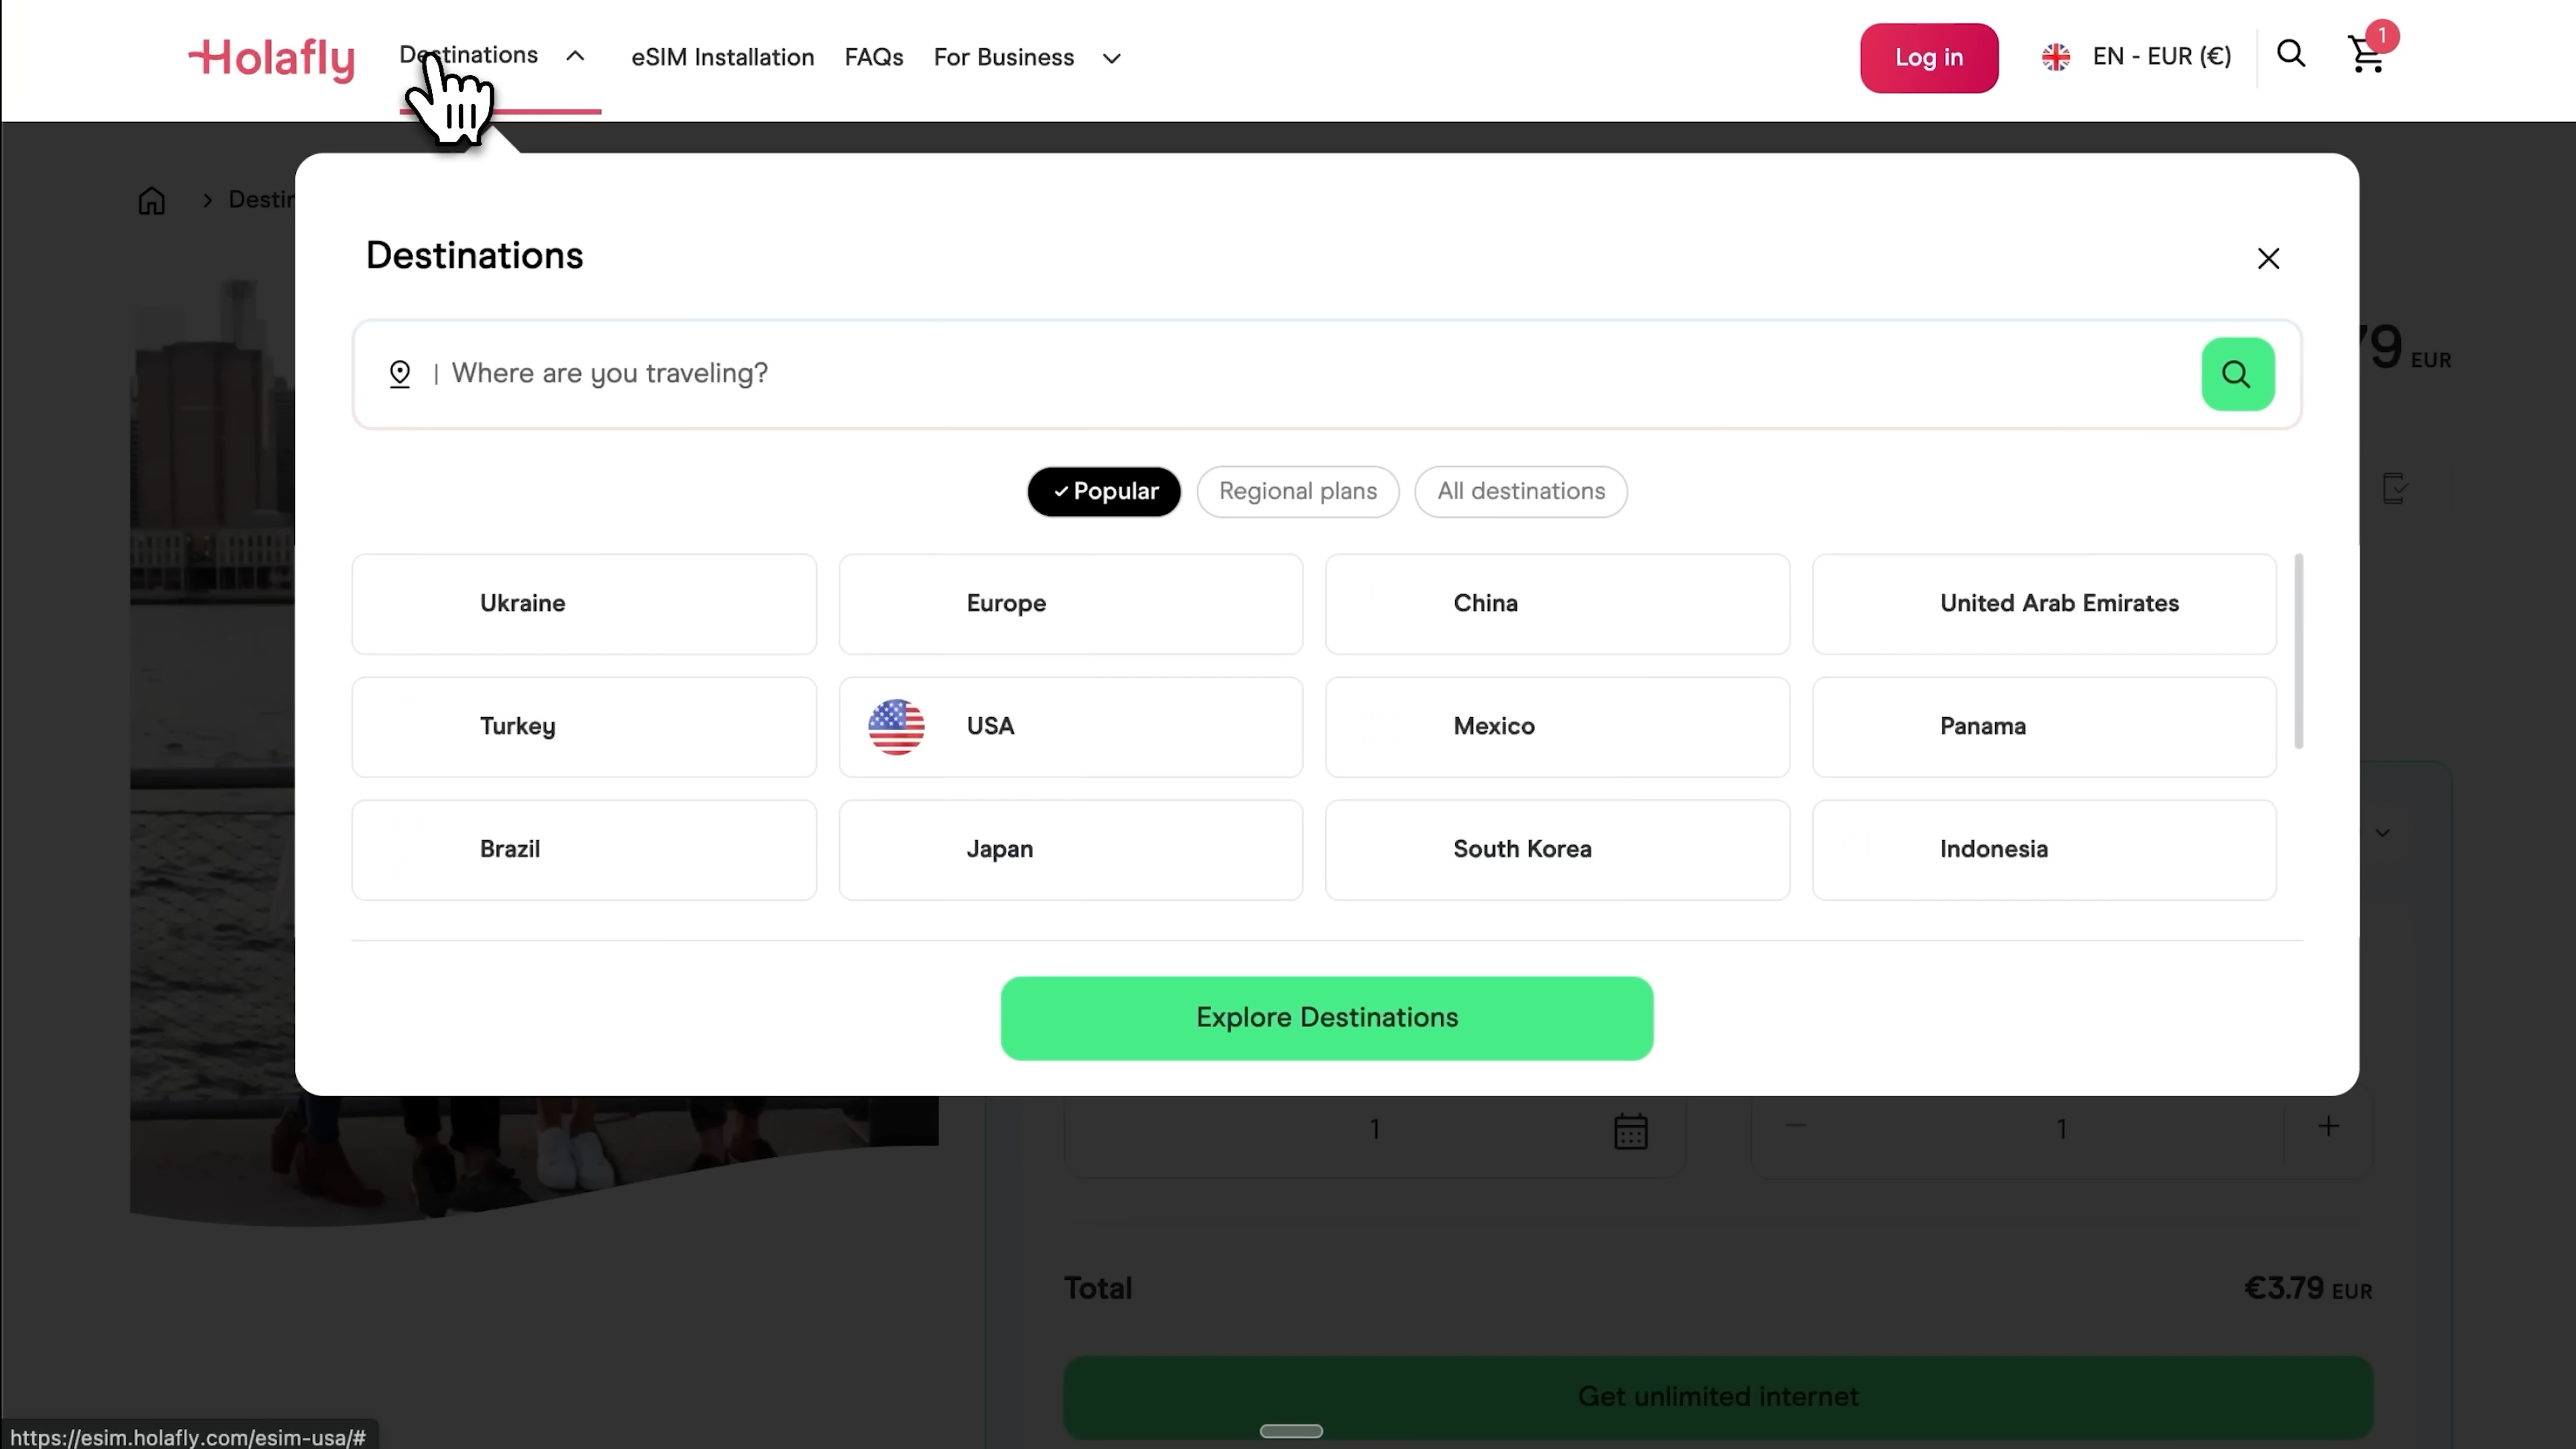 Holafly
Destinations
eSIM Installation
FAQs
For Business
Log in
EN - EUR (€)
1
Destinations
| Where are you traveling?
Popular
Regional plans
All destinations
EUR
Ukraine
Europe
China
United Arab Emirates
Turkey
USA
Mexico
Panama
Brazil
Japan
South Korea
Indonesia
Explore Destinations
1
1
Total
€3.79 EUR
Get unlimited internet
https://esim.holafly.com/esim-usa/#